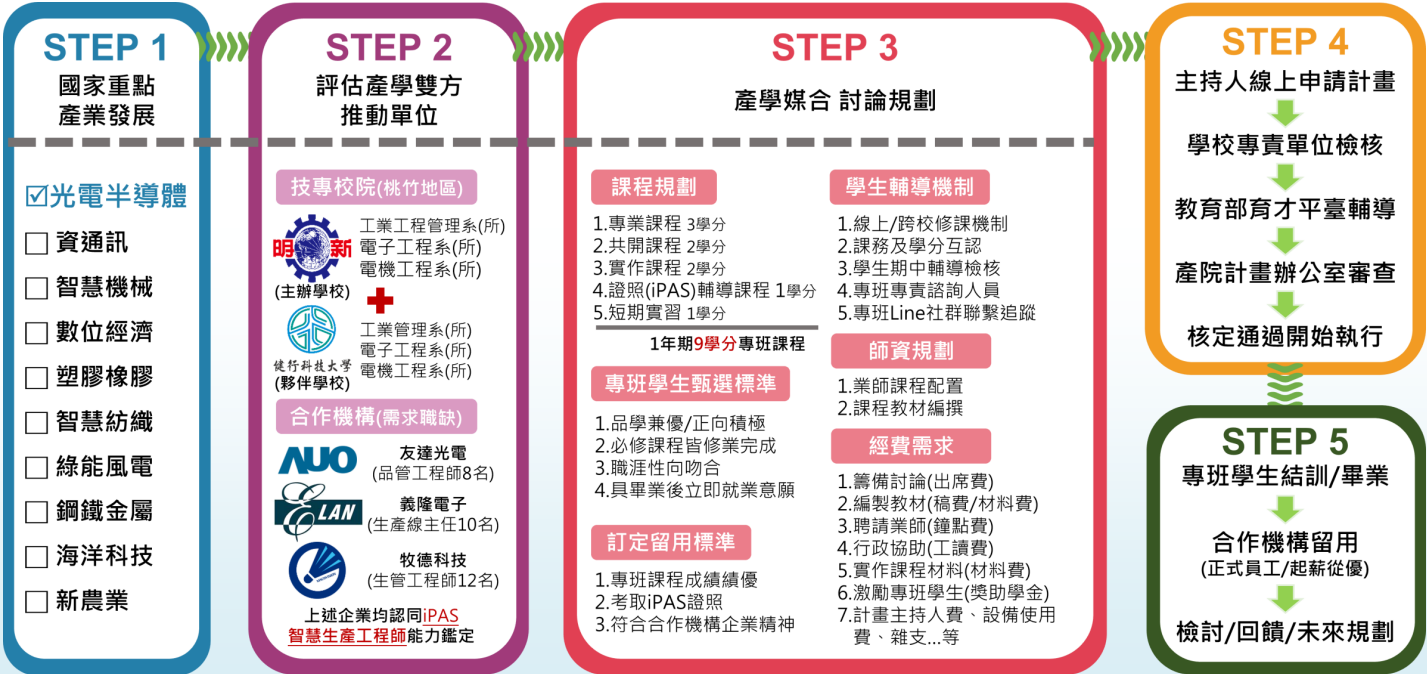 STEP 1
國家重點
產業發展
☑光電半導體
□ 資通訊
□ 智慧機械
□ 數位經濟
□ 塑膠橡膠
□ 智慧紡織
□ 綠能風電
□ 鋼鐵金屬
□ 海洋科技
□ 新農業
STEP 2
評估產學雙方
推動單位
技專校院(桃竹地區)
明新
(主辦學校)
工業工程管理系(所)
電子工程系(所)
電機工程系(所)
健行科技大學
(夥伴學校)
工業管理系(所)
電子工程系(所)
電機工程系(所)
合作機構(需求職缺)
AUO
友達光電
(品管工程師8名)
ELAN
義隆電子
(生產線主任10名)
牧德科技
(生管工程師12名)
上述企業均認同iPAS
智慧生產工程師能力鑑定
STEP 3
產學媒合 討論規劃
課程規劃
1.專業課程 3學分
2.共開課程 2學分
3.實作課程 2學分
4.證照(iPAS)輔導課程 1學分
5.短期實習 1學分
1年期9學分專班課程
專班學生甄選標準
1.品學兼優/正向積極
2.必修課程皆修業完成
3.職涯性向吻合
4.具畢業後立即就業意願
訂定留用標準
1.專班課程成績績優
2.考取iPAS證照
3.符合合作機構企業精神
學生輔導機制
1.線上/跨校修課機制
2.課務及學分互認
3.學生期中輔導檢核
4.專班專責諮詢人員
5.專班Line社群聯繫追蹤
師資規劃
1.業師課程配置
2.課程教材編撰
經費需求
1.籌備討論(出席費)
2.編製教材(稿費/材料費)
3.聘請業師(鐘點費)
4.行政協助(工讀費)
5.實作課程材料(材料費)
6.激勵專班學生(獎助學金)
7.計畫主持人費、設備使用
費、雜支...等
STEP 4
主持人線上申請計畫
學校專責單位檢核
教育部育才平臺輔導
產院計畫辦公室審查
核定通過開始執行
STEP 5
專班學生結訓/畢業
合作機構留用
(正式員工/起薪從優)
檢討/回饋/未來規劃